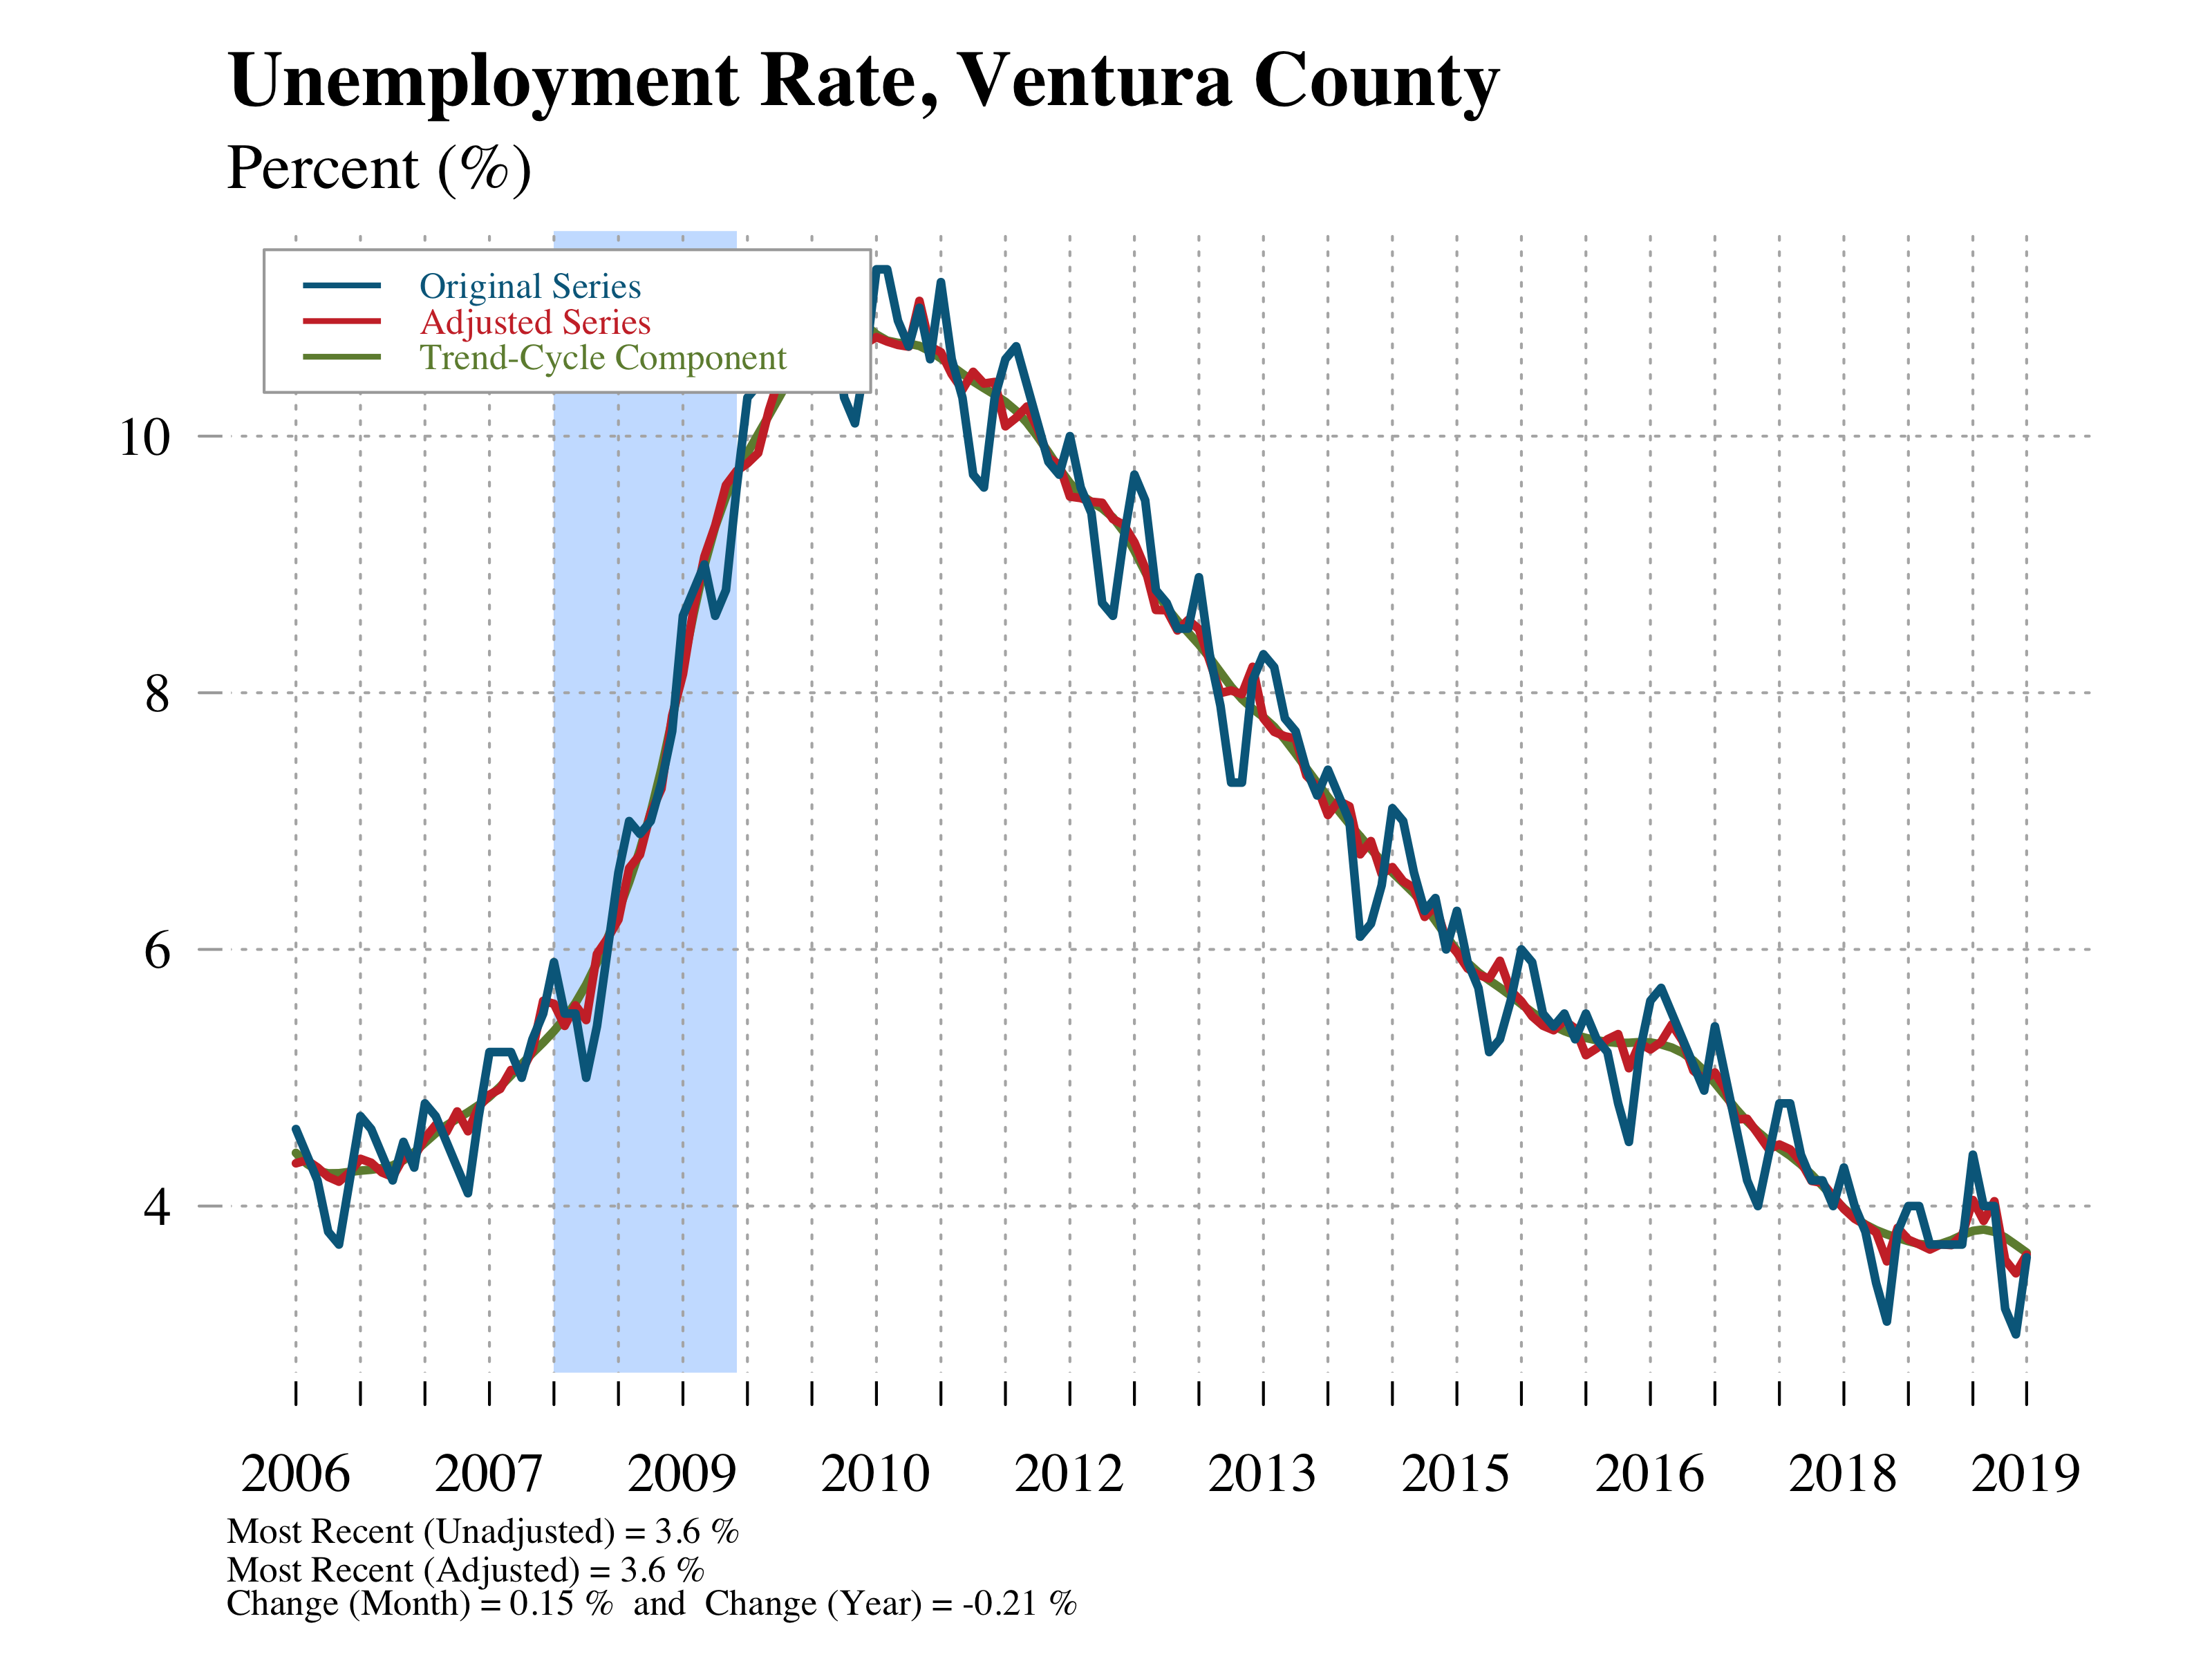 Unemployment Rate, Ventura County
Percent (%)
Original Series
Adjusted Series
Trend-Cycle Component
10
8
6
4
2006 2007 2009 2010 2012 2013 2015 2016 2018 2019
Most Recent (Unadjusted) = 3.6 %
Most Recent (Adjusted) = 3.6 %
Change (Month) = 0.15 % and Change (Year) = -0.21 %